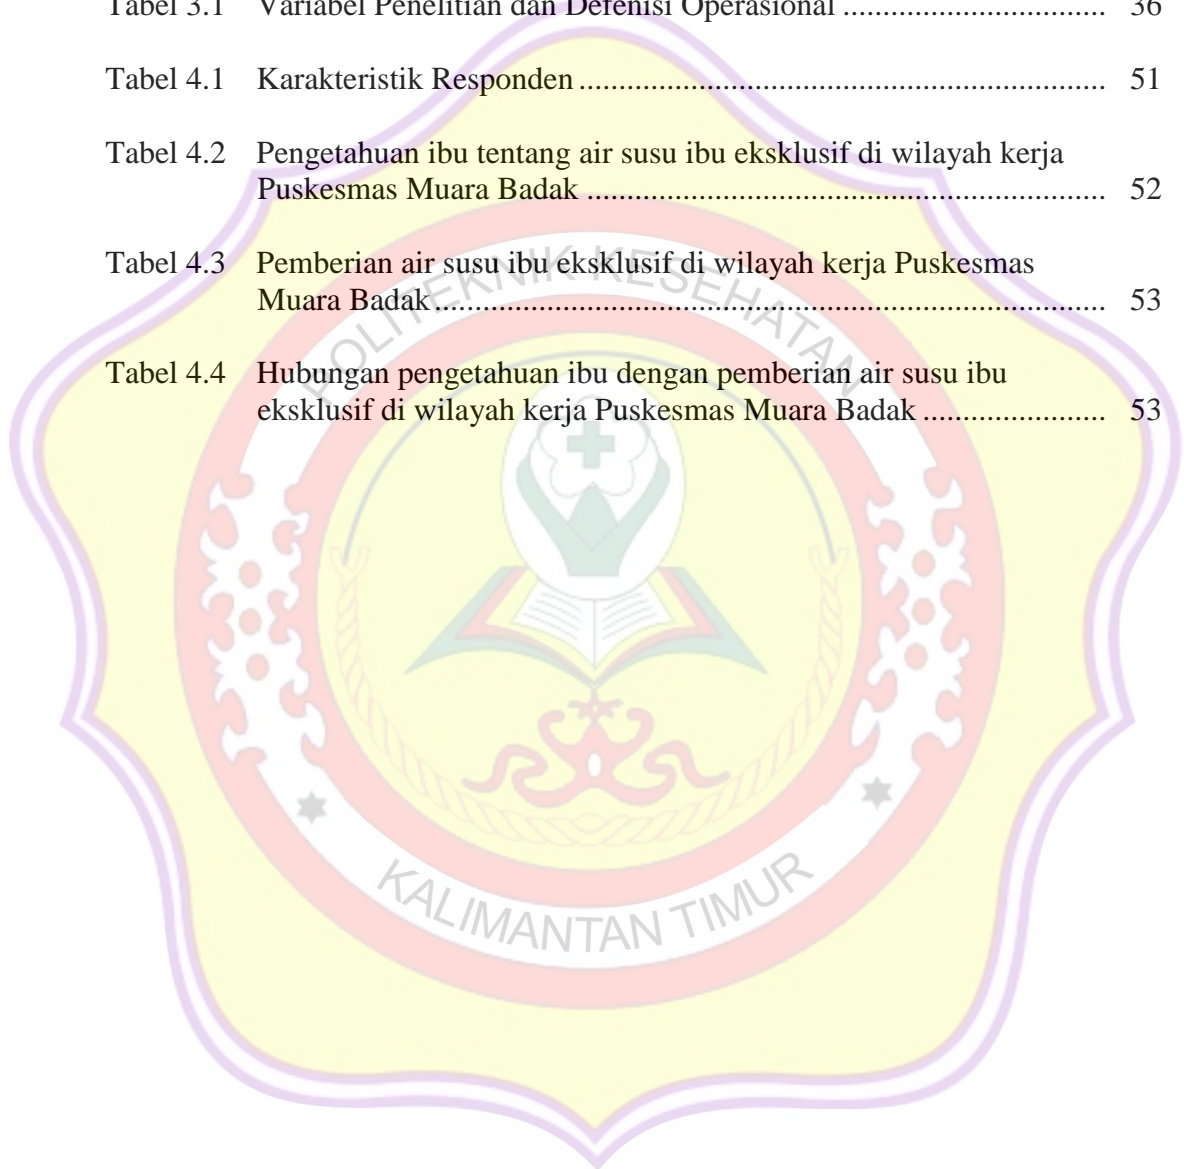 Tabel 3.1 Variabel Penelitian dan Defenisi Operasional ................................ 36
Tabel 4.1 Karakteristik Responden ................................................................ 51
Tabel 4.2 Pengetahuan ibu tentang air susu ibu eksklusif di wilayah kerja
Puskesmas Muara Badak ............................................................... 52
Tabel 4.3 Pemberian air susu ibu eksklusif di wilayah kerja Puskesmas
Muara Badak .................................................................................. 53
Tabel 4.4 Hubungan pengetahuan ibu dengan pemberian air susu ibu
eksklusif di wilayah kerja Puskesmas Muara Badak ...................... 53
POLITEKNIK KESEHATAN
KALIMANTAN TIMUR